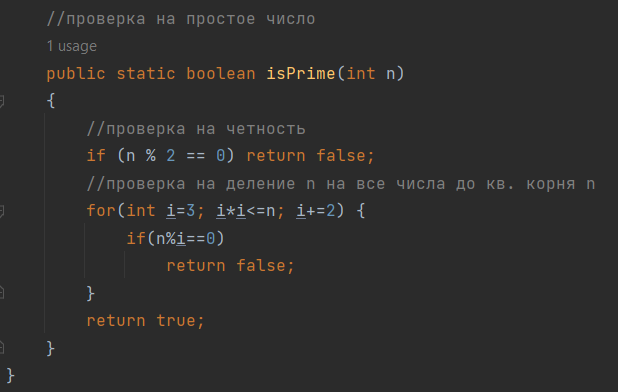 //проверка на простое число
1 usage
public static boolean isPrime(int n)
{
//проверка на четность
if (n % 2 == 0) return false;
//проверка на деление n на все числа до кв. корня n
for(int i=3; i*i<=n; i+=2) {
if(n%i==0)
return false;
}
return true;
}
}